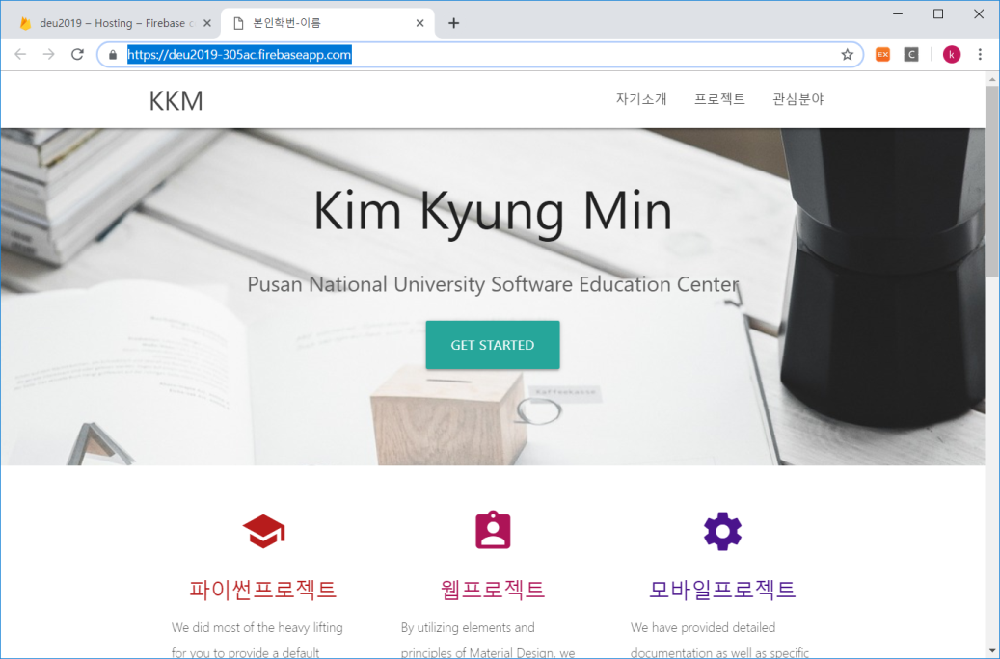 deu2019 – Hosting – Firebase c
본인학번-이름
https://deu2019-305ac.firebaseapp.com
EX
C
k
KKM
자기소개
프로젝트
관심분야
Kim Kyung Min
Pusan National University Software Education Center
GET STARTED
Kaffeekasse
파이썬프로젝트
웹프로젝트
모바일프로젝트
We did most of the heavy lifting
for you to provide a default
By utilizing elements and
principles of Material Design, we
We have provided detailed
documentation as well as specific